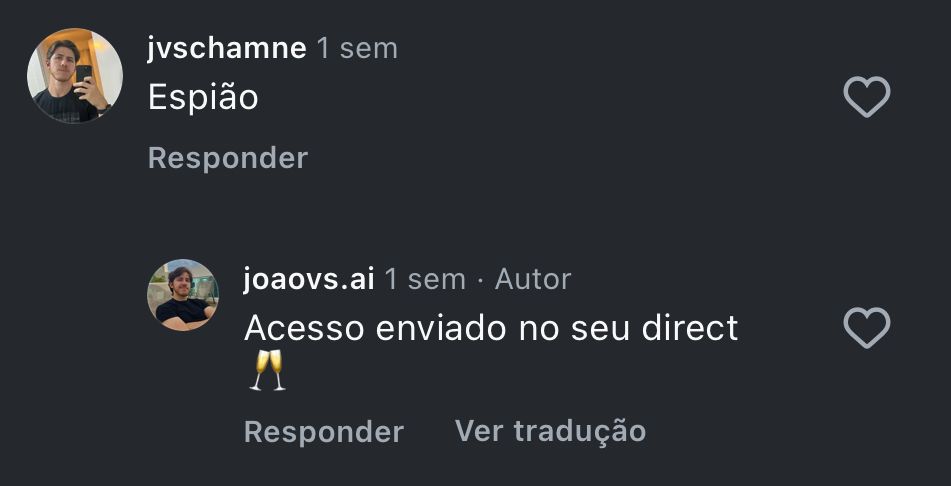 jvschamne 1 sem
Espião
Responder
joaovs.ai 1 sem · Autor
Acesso enviado no seu direct
🥂
Responder Ver tradução